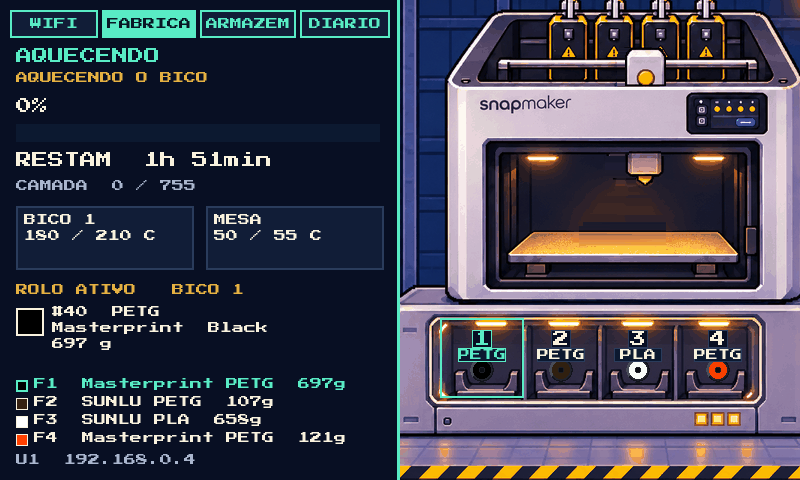 WIFI FABRICA ARMAZEM DIARIO
AQUECENDO
AQUECENDO O BICO
0%
RESTAM 1h 51min
CAMADA 0 / 755
BICO 1
180 / 210 C
MESA
50 / 55 C
ROLO ATIVO BICO 1
#40 PETG
Masterprint Black
697 g
F1 Masterprint PETG 697g
F2 SUNLU PETG 107g
F3 SUNLU PLA 658g
F4 Masterprint PETG 121g
U1 192.168.0.4
snapmaker
1 2 3 4
PETG PETG PLA PETG